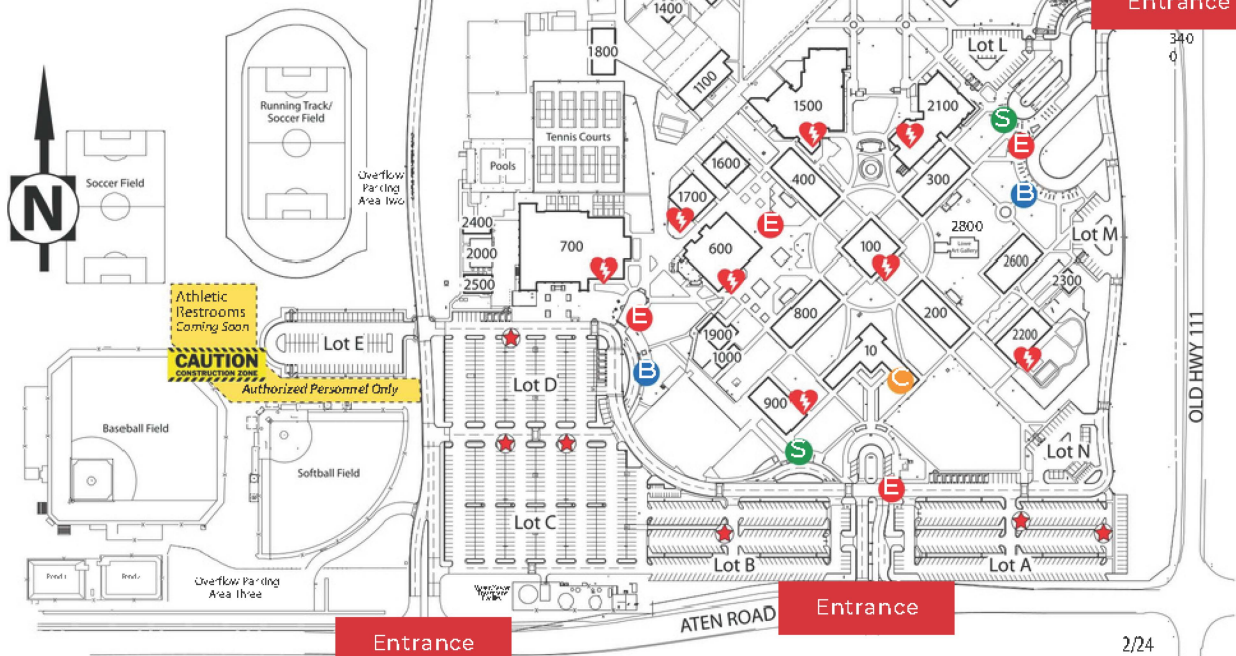 Entrance
1400
Lot L
340
0
1800
1100
1500
2100
S
E
Running Track/
Soccer Field
Tennis Courts
Pools
1600
400
300
Overflow
Parking
Area Two
Soccer Field
N
1700
E
B
2400
700
600
100
2800
Lowe
Art Gallery
Lot M
2000
2600
2500
2300
Athletic
Restrooms
Coming Soon
E
800
200
1900
2200
OLD HWY 111
Lot E
1000
10
CAUTION
CONSTRUCTION ZONE
Authorized Personnel Only
Lot D
B
C
900
Baseball Field
Softball Field
S
Lot N
E
Lot C
Lot B
Lot A
Overflow Parking
Area Three
ATEN ROAD
Entrance
Entrance
2/24